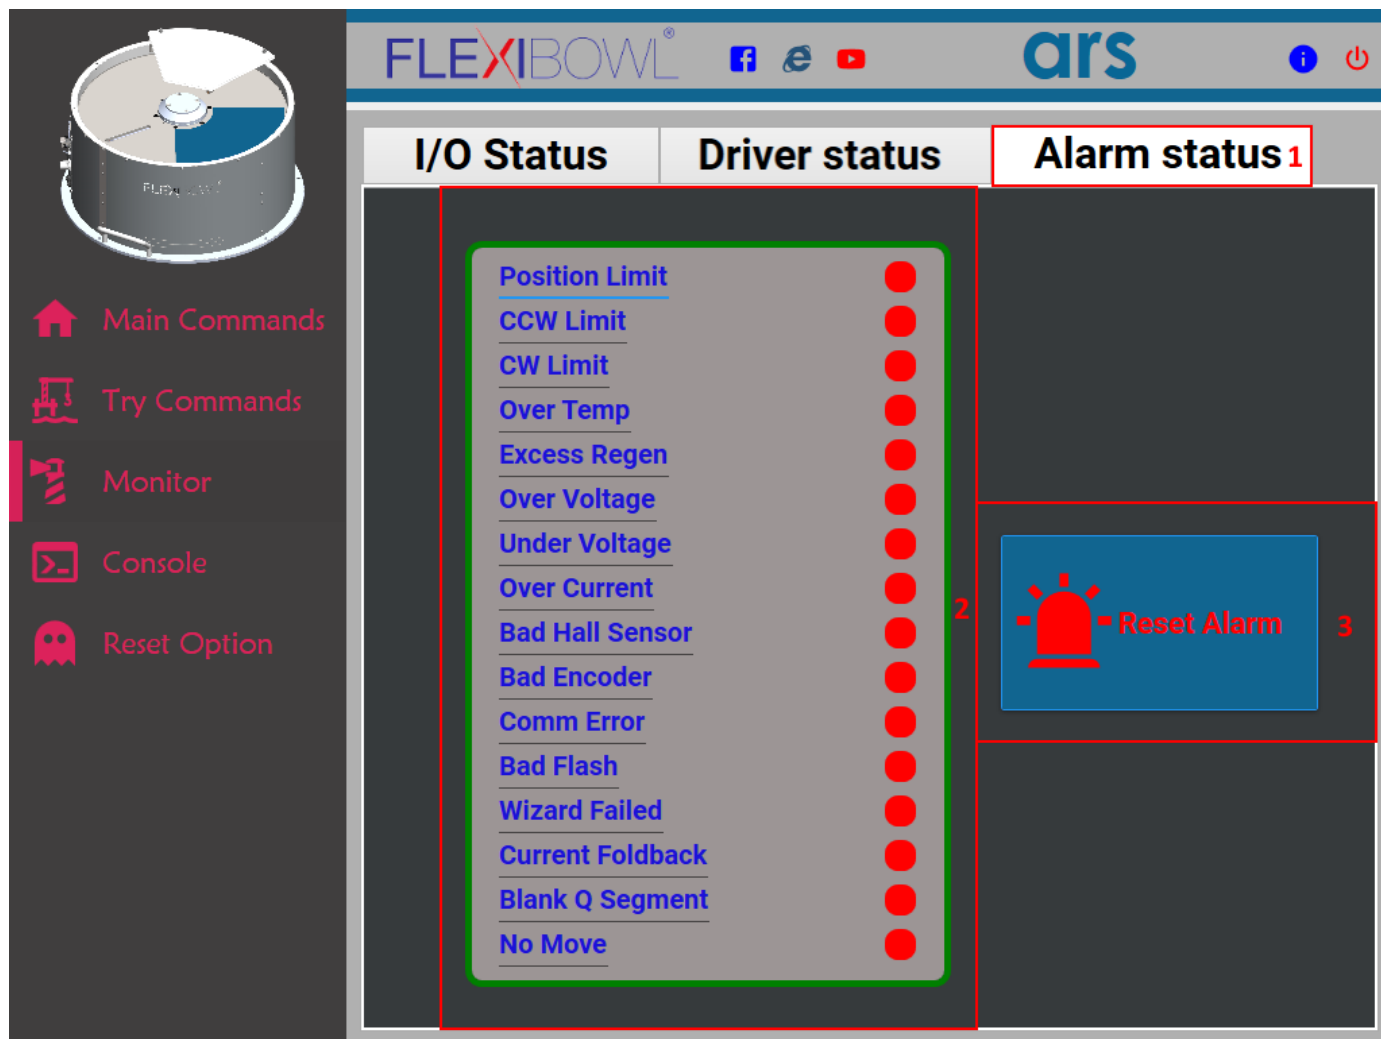 FLEXIBOWL®
ars
I/O Status
Driver status
Alarm status 1
Main Commands
Try Commands
Monitor
Console
Reset Option
Position Limit
CCW Limit
CW Limit
Over Temp
Excess Regen
Over Voltage
Under Voltage
Over Current
Bad Hall Sensor
Bad Encoder
Comm Error
Bad Flash
Wizard Failed
Current Foldback
Blank Q Segment
No Move
2
Reset Alarm
3